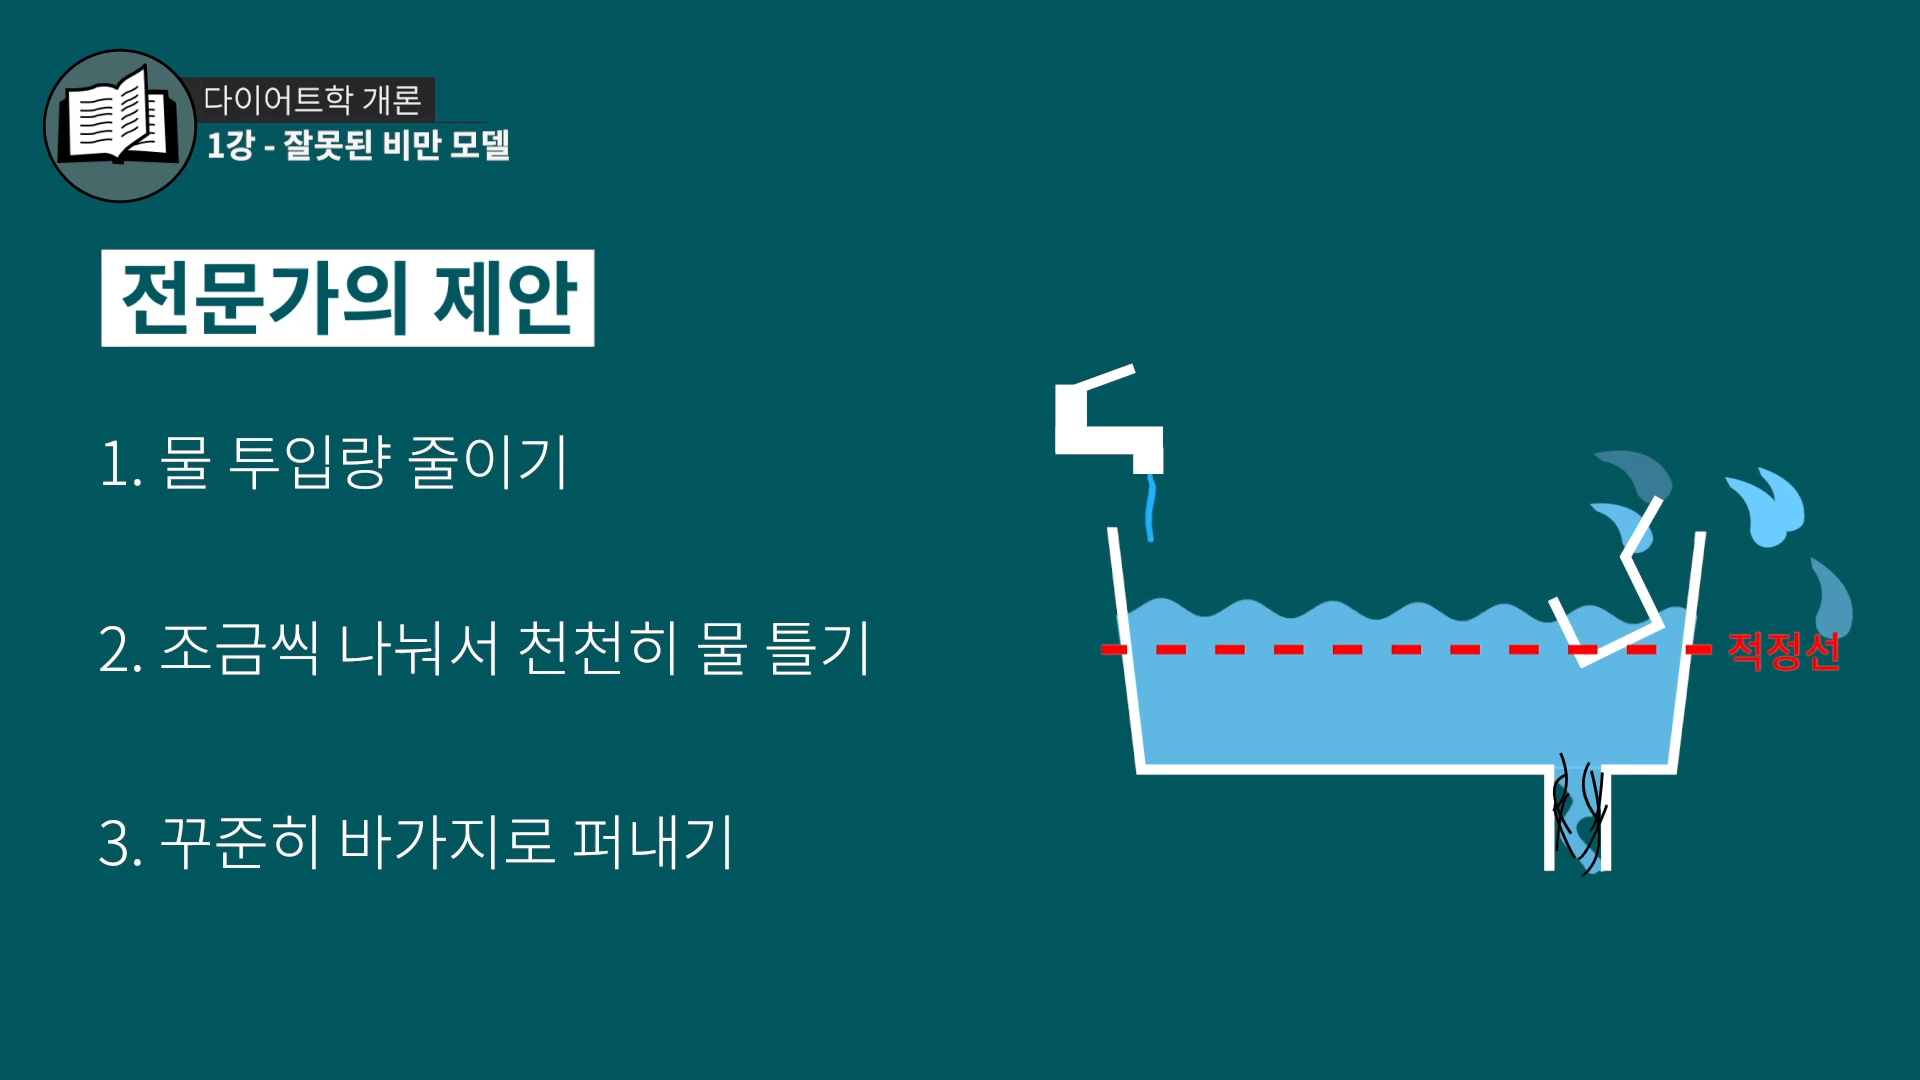 다이어트학 개론
1강 - 잘못된 비만 모델
전문가의 제안
1. 물 투입량 줄이기
2. 조금씩 나눠서 천천히 물 틀기
3. 꾸준히 바가지로 퍼내기
적정선